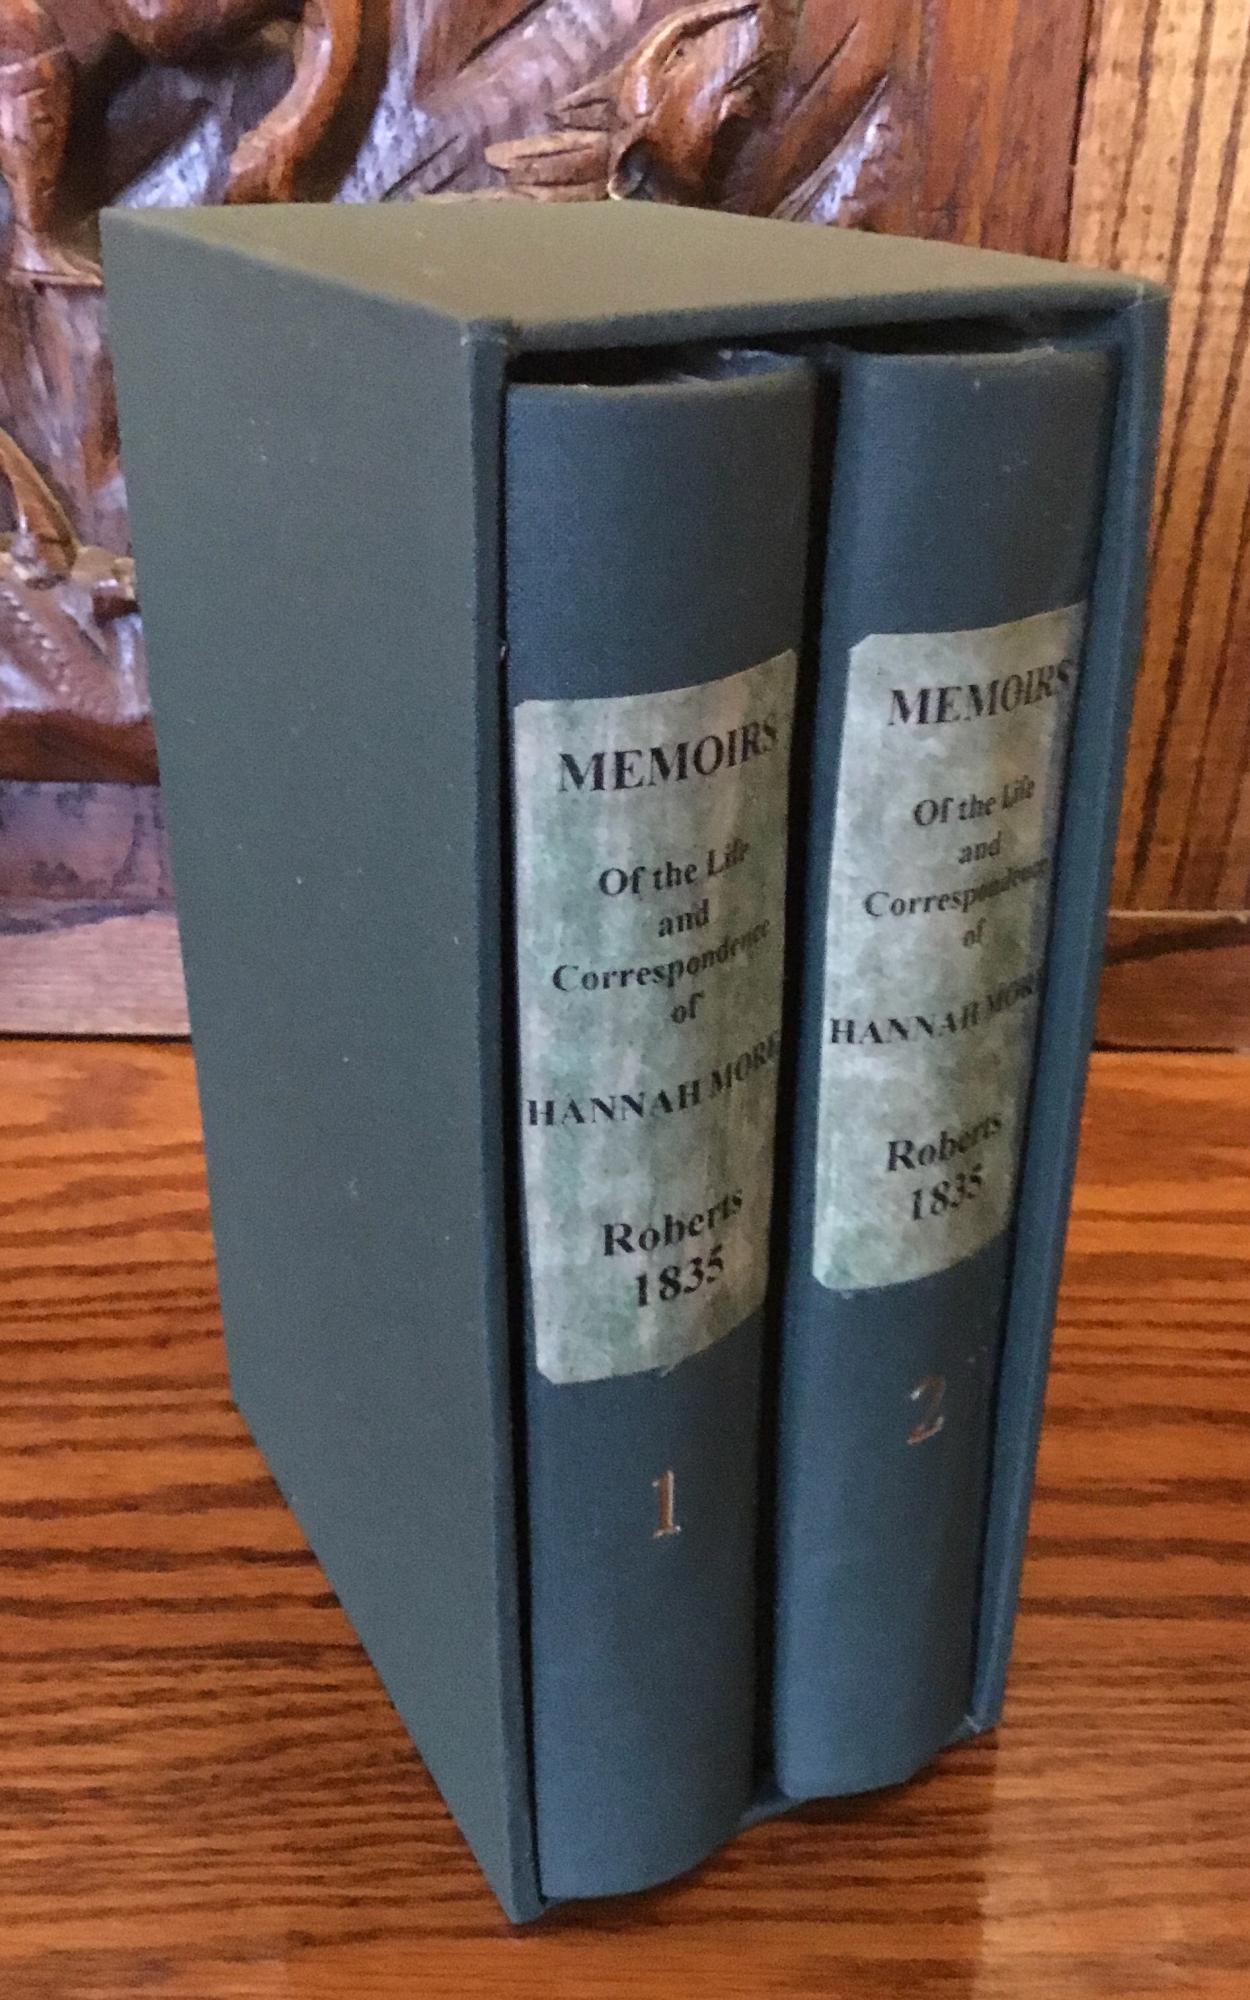 MEMOIRS
Of the Life
and
Correspondence
of
HANNAH MORE
Roberts
1835
1
MEMOIRS
Of the Life
and
Correspondence
of
HANNAH MORE
Roberts
1835
2